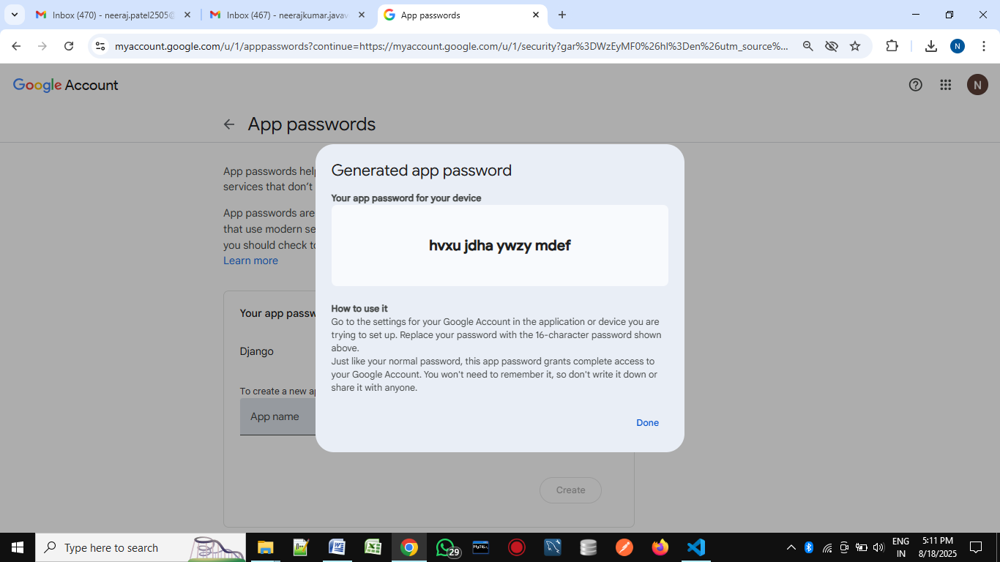 Inbox (470) - neeraj.patel2505@
Inbox (467) - neerajkumar.javav
App passwords
myaccount.google.com/u/1/apppasswords?continue=https://myaccount.google.com/u/1/security?gar%3DWzEyMF0%26hl%3Den%26utm_source%...
N
Google Account
N
App passwords
App passwords help
services that don't
App passwords are
that use modern se
you should check to
Learn more
Your app passw
Django
To create a new ap
App name
Create
Generated app password
Your app password for your device
hvxu jdha ywzy mdef
How to use it
Go to the settings for your Google Account in the application or device you are
trying to set up. Replace your password with the 16-character password shown
above.
Just like your normal password, this app password grants complete access to
your Google Account. You won't need to remember it, so don't write it down or
share it with anyone.
Done
Type here to search
29
MySQL
ENG
IN
5:11 PM
8/18/2025